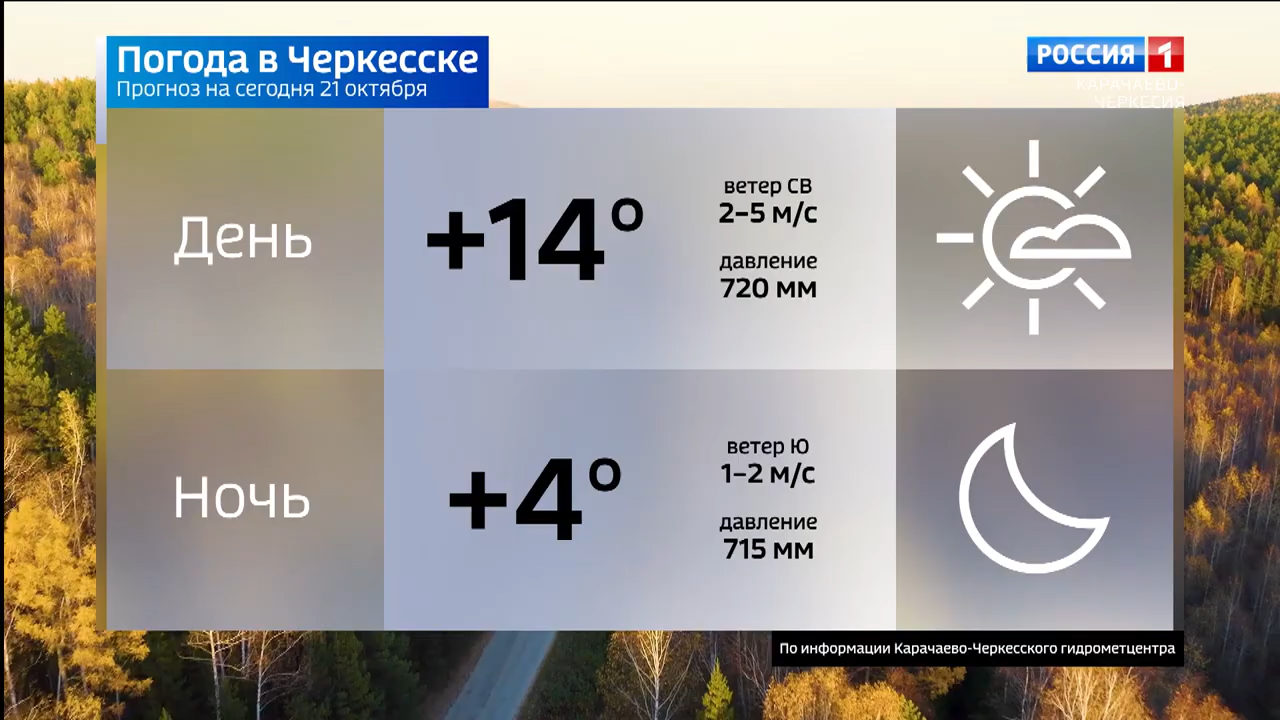 Погода в Черкесске
Прогноз на сегодня 21 октября
РОССИЯ 1
КАРАЧАЕВО-
ЧЕРКЕСИЯ
День
+14°
ветер СВ
2-5 м/с
давление
720 мм
Ночь
+4°
ветер Ю
1-2 м/с
давление
715 мм
По информации Карачаево-Черкесского гидрометцентра